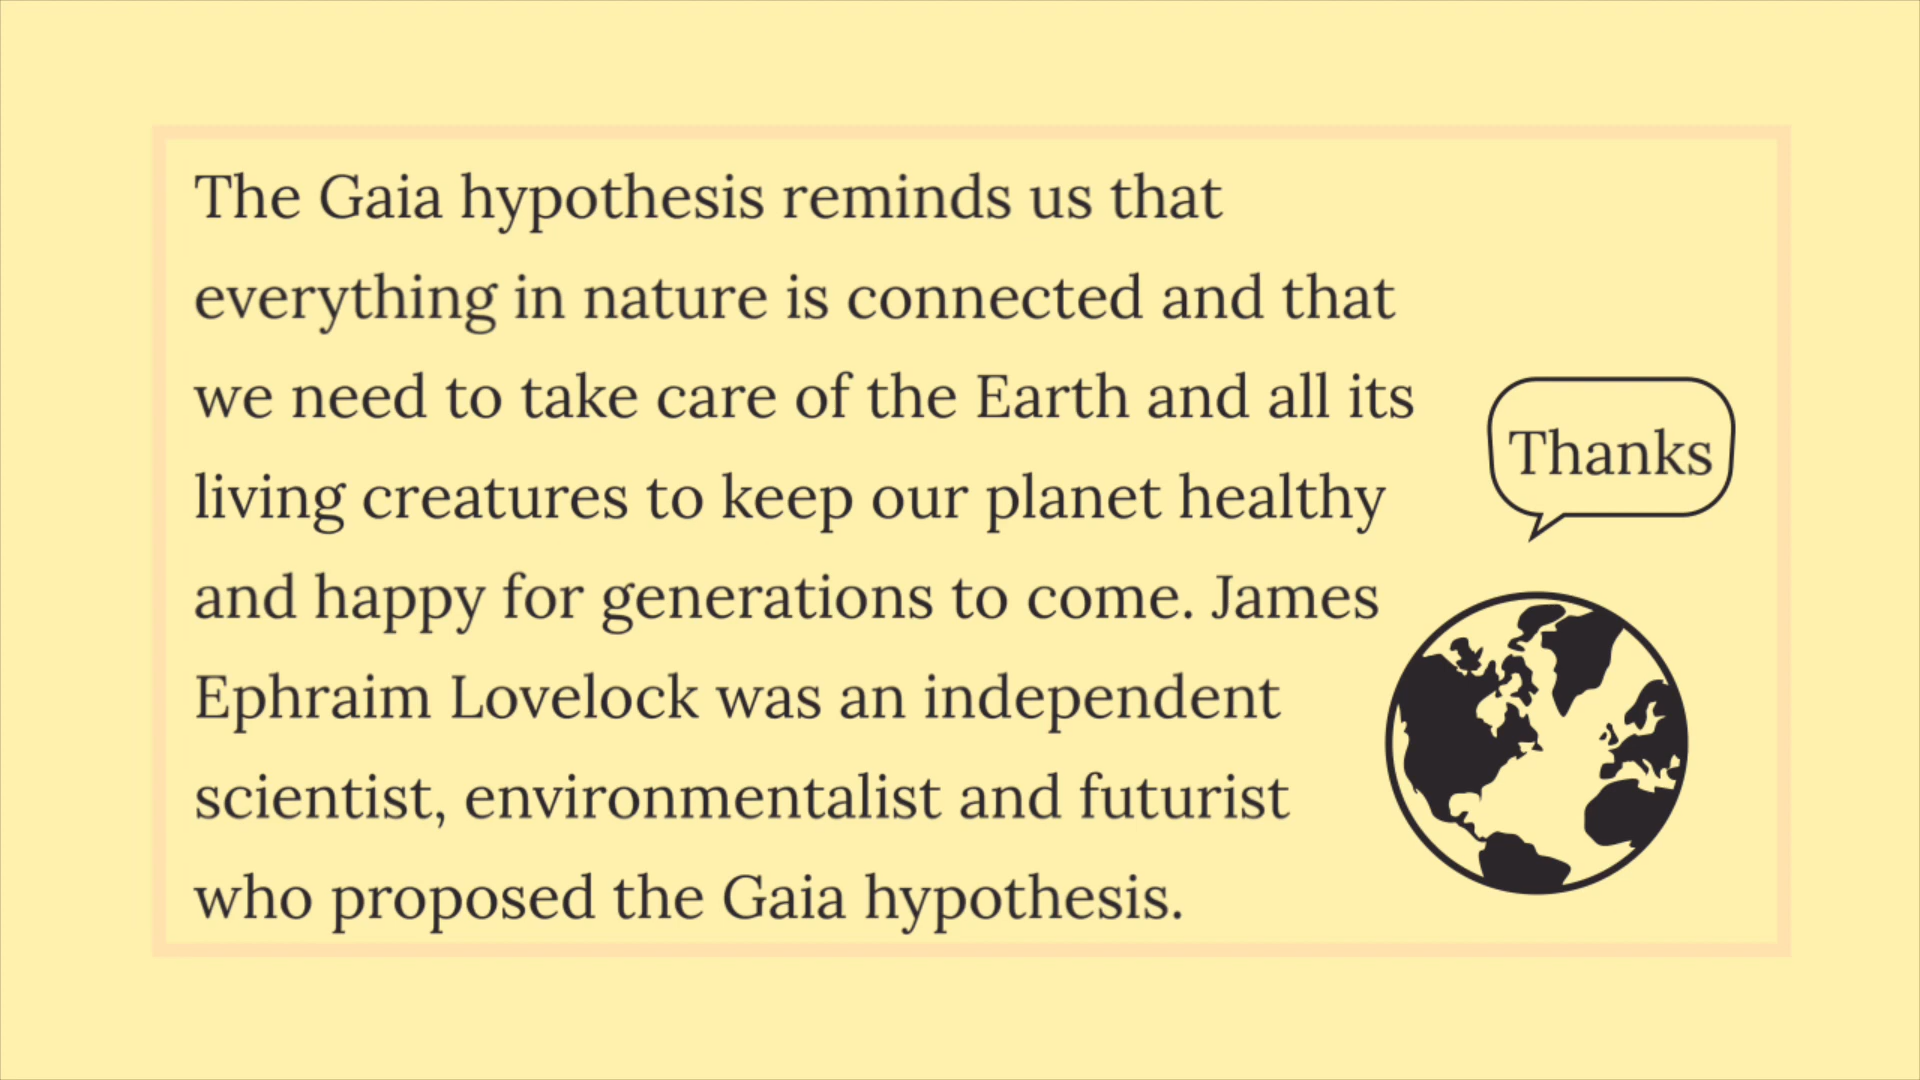 The Gaia hypothesis reminds us that
everything in nature is connected and that
we need to take care of the Earth and all its
living creatures to keep our planet healthy
and happy for generations to come. James
Ephraim Lovelock was an independent
scientist, environmentalist and futurist
who proposed the Gaia hypothesis.
Thanks